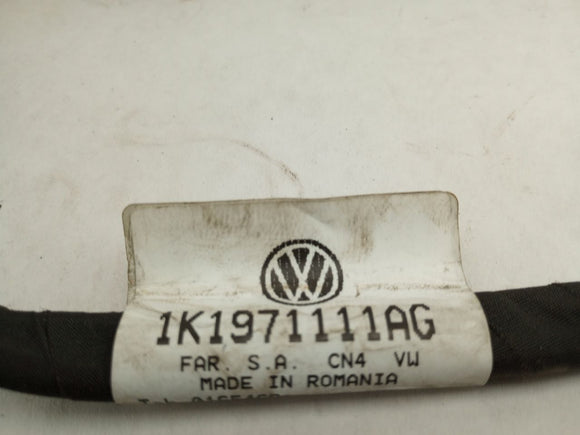 1K1971111AG
FAR. S.A. CN4 VW
MADE IN ROMANIA